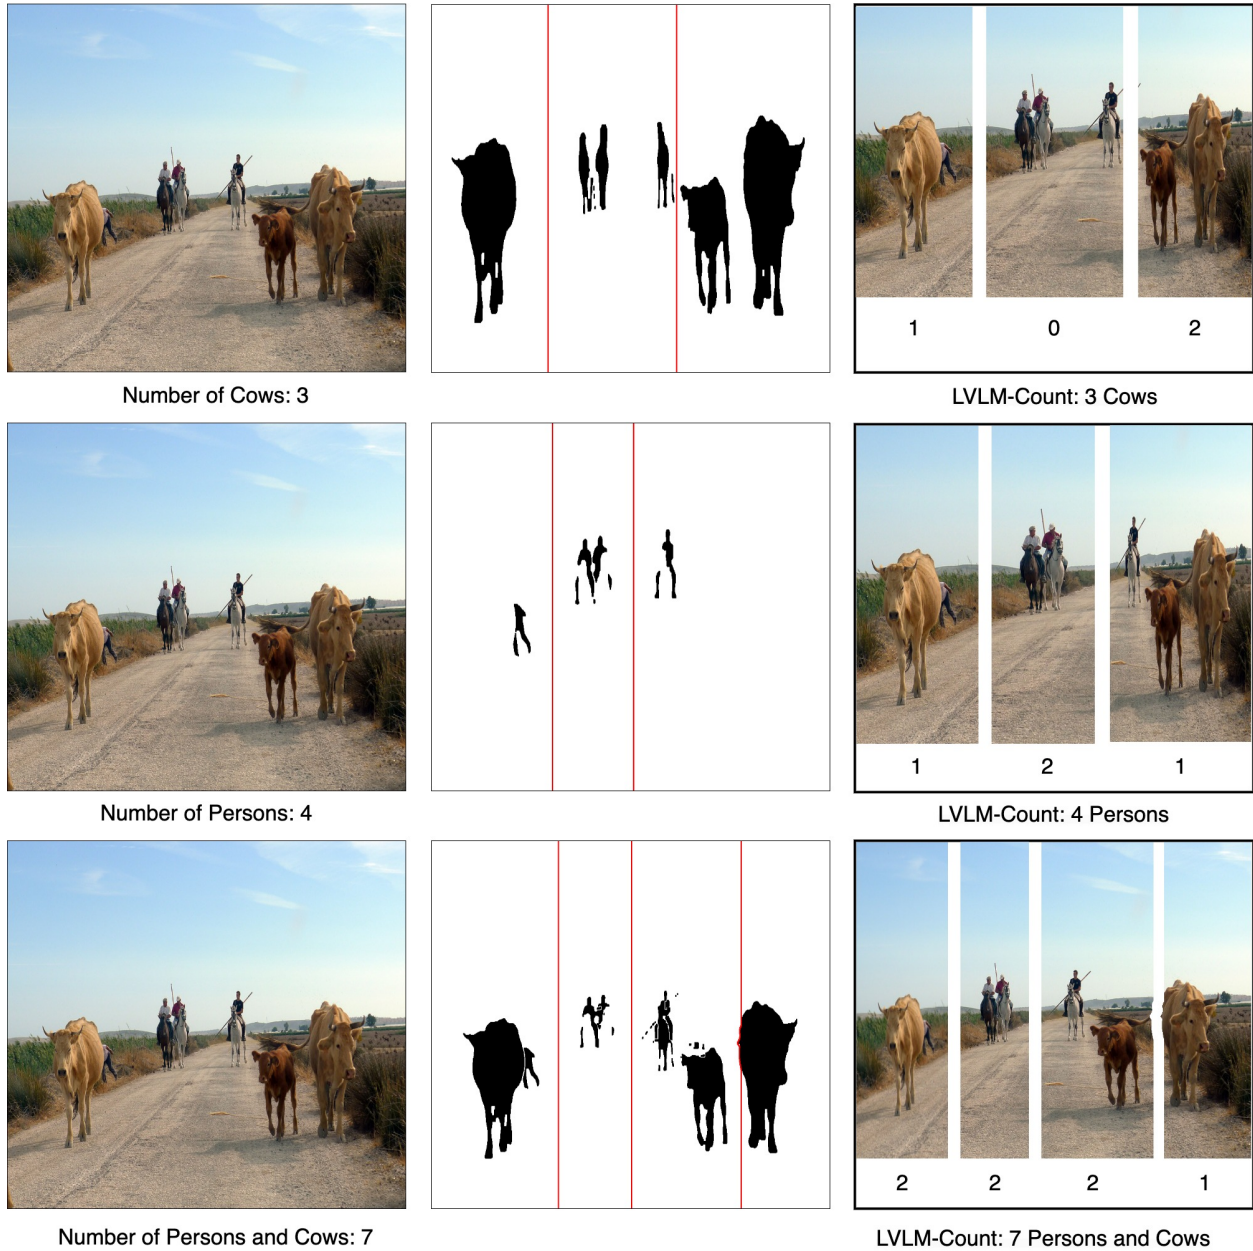 1 0 2
Number of Cows: 3
LVLM-Count: 3 Cows
1 2 1
Number of Persons: 4
LVLM-Count: 4 Persons
2 2 2 1
Number of Persons and Cows: 7
LVLM-Count: 7 Persons and Cows